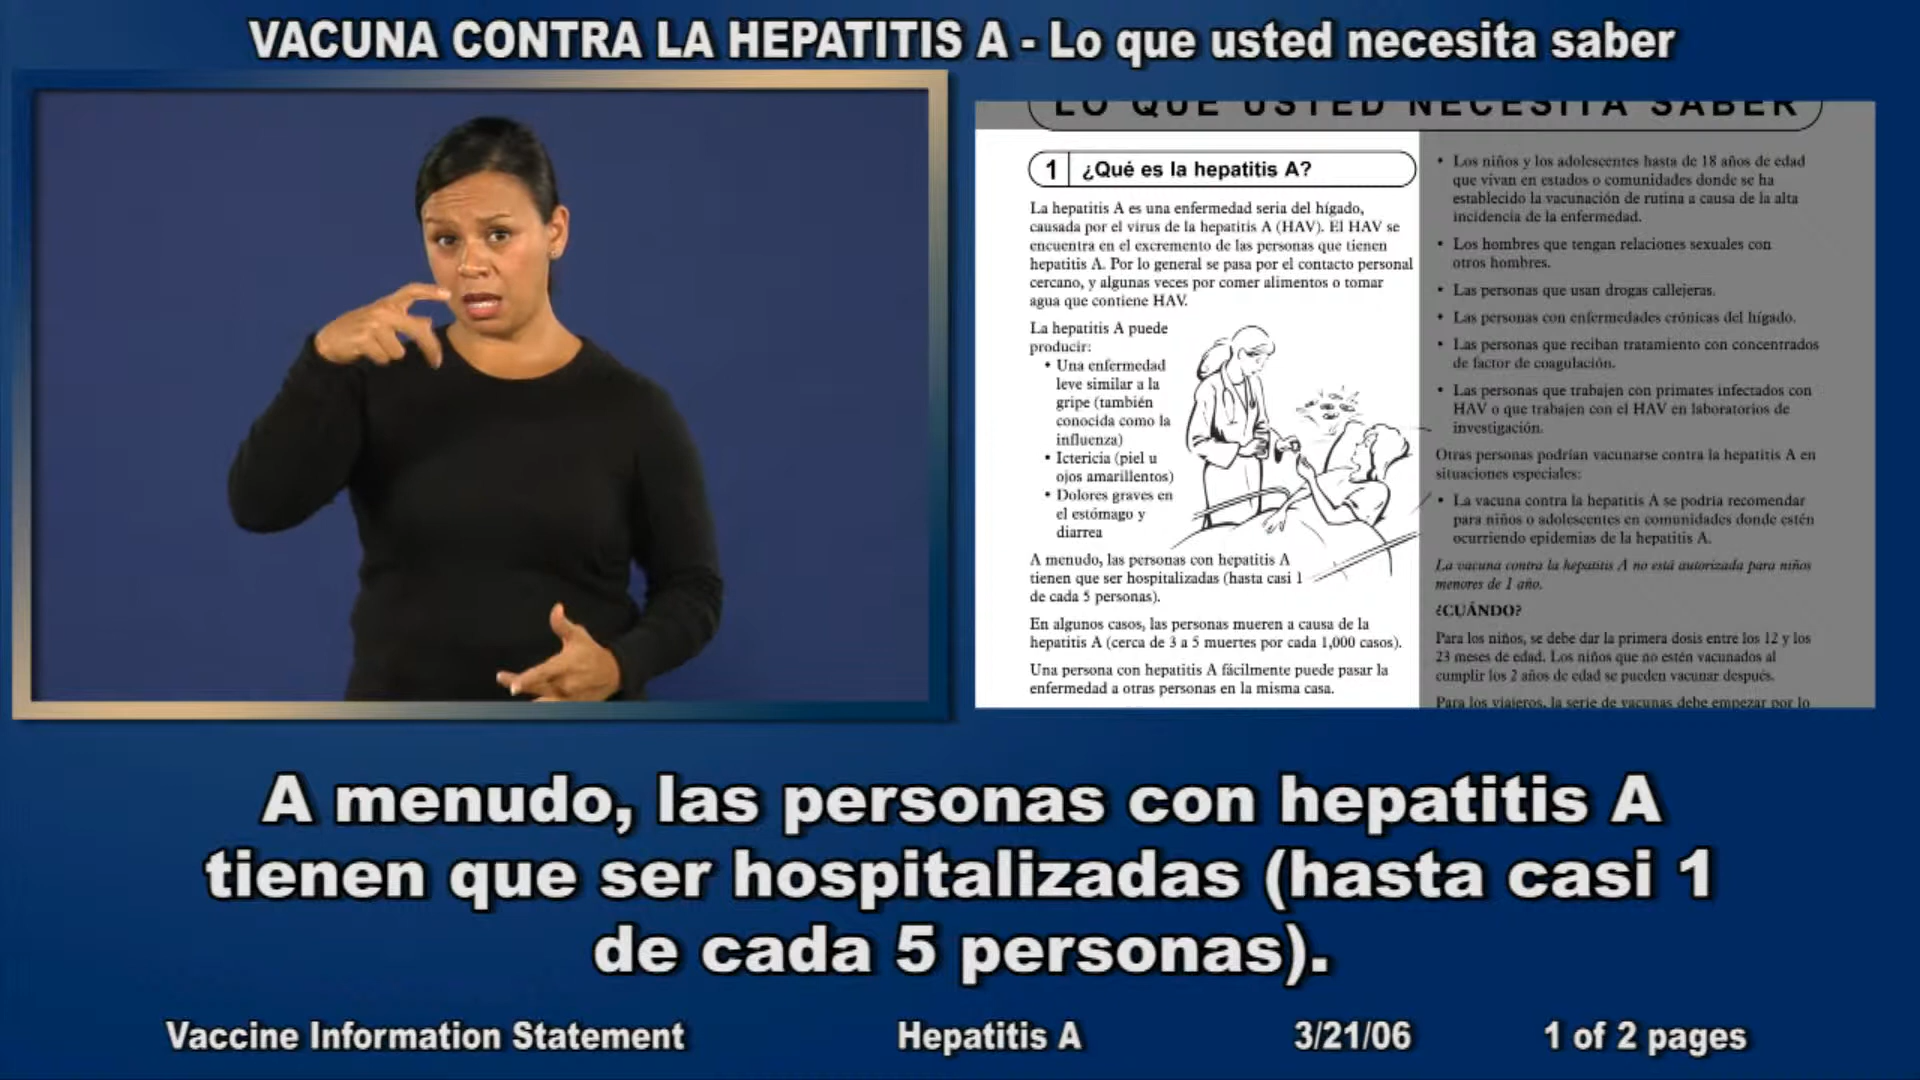 VACUNA CONTRA LA HEPATITIS A - Lo que usted necesita saber
LO QUE USTED NECESITA SABER
1 ¿Qué es la hepatitis A?
La hepatitis A es una enfermedad seria del hígado,
causada por el virus de la hepatitis A (HAV). El HAV se
encuentra en el excremento de las personas que tienen
hepatitis A. Por lo general se pasa por el contacto personal
cercano, y algunas veces por comer alimentos o tomar
agua que contiene HAV.
La hepatitis A puede
producir:
• Una enfermedad
leve similar a la
gripe (también
conocida como la
influenza)
• Ictericia (piel u
ojos amarillentos)
• Dolores graves en
el estómago y
diarrea
A menudo, las personas con hepatitis A
tienen que ser hospitalizadas (hasta casi 1
de cada 5 personas).
En algunos casos, las personas mueren a causa de la
hepatitis A (cerca de 3 a 5 muertes por cada 1,000 casos).
Una persona con hepatitis A fácilmente puede pasar la
enfermedad a otras personas en la misma casa.
• Los niños y los adolescentes hasta de 18 años de edad
que vivan en estados o comunidades donde se ha
establecido la vacunación de rutina a causa de la alta
incidencia de la enfermedad.
• Los hombres que tengan relaciones sexuales con
otros hombres.
• Las personas que usan drogas callejeras.
• Las personas con enfermedades crónicas del hígado.
• Las personas que reciban tratamiento con concentrados
de factor de coagulación.
• Las personas que trabajen con primates infectados con
HAV o que trabajen con el HAV en laboratorios de
investigación.
Otras personas podrían vacunarse contra la hepatitis A en
situaciones especiales:
• La vacuna contra la hepatitis A se podría recomendar
para niños o adolescentes en comunidades donde estén
ocurriendo epidemias de la hepatitis A.
La vacuna contra la hepatitis A no está autorizada para niños
menores de 1 año.
¿CUÁNDO?
Para los niños, se debe dar la primera dosis entre los 12 y los
23 meses de edad. Los niños que no estén vacunados al
cumplir los 2 años de edad se pueden vacunar después.
Para los viajeros, la serie de vacunas debe empezar por lo
A menudo, las personas con hepatitis A
tienen que ser hospitalizadas (hasta casi 1
de cada 5 personas).
Vaccine Information Statement Hepatitis A 3/21/06 1 of 2 pages